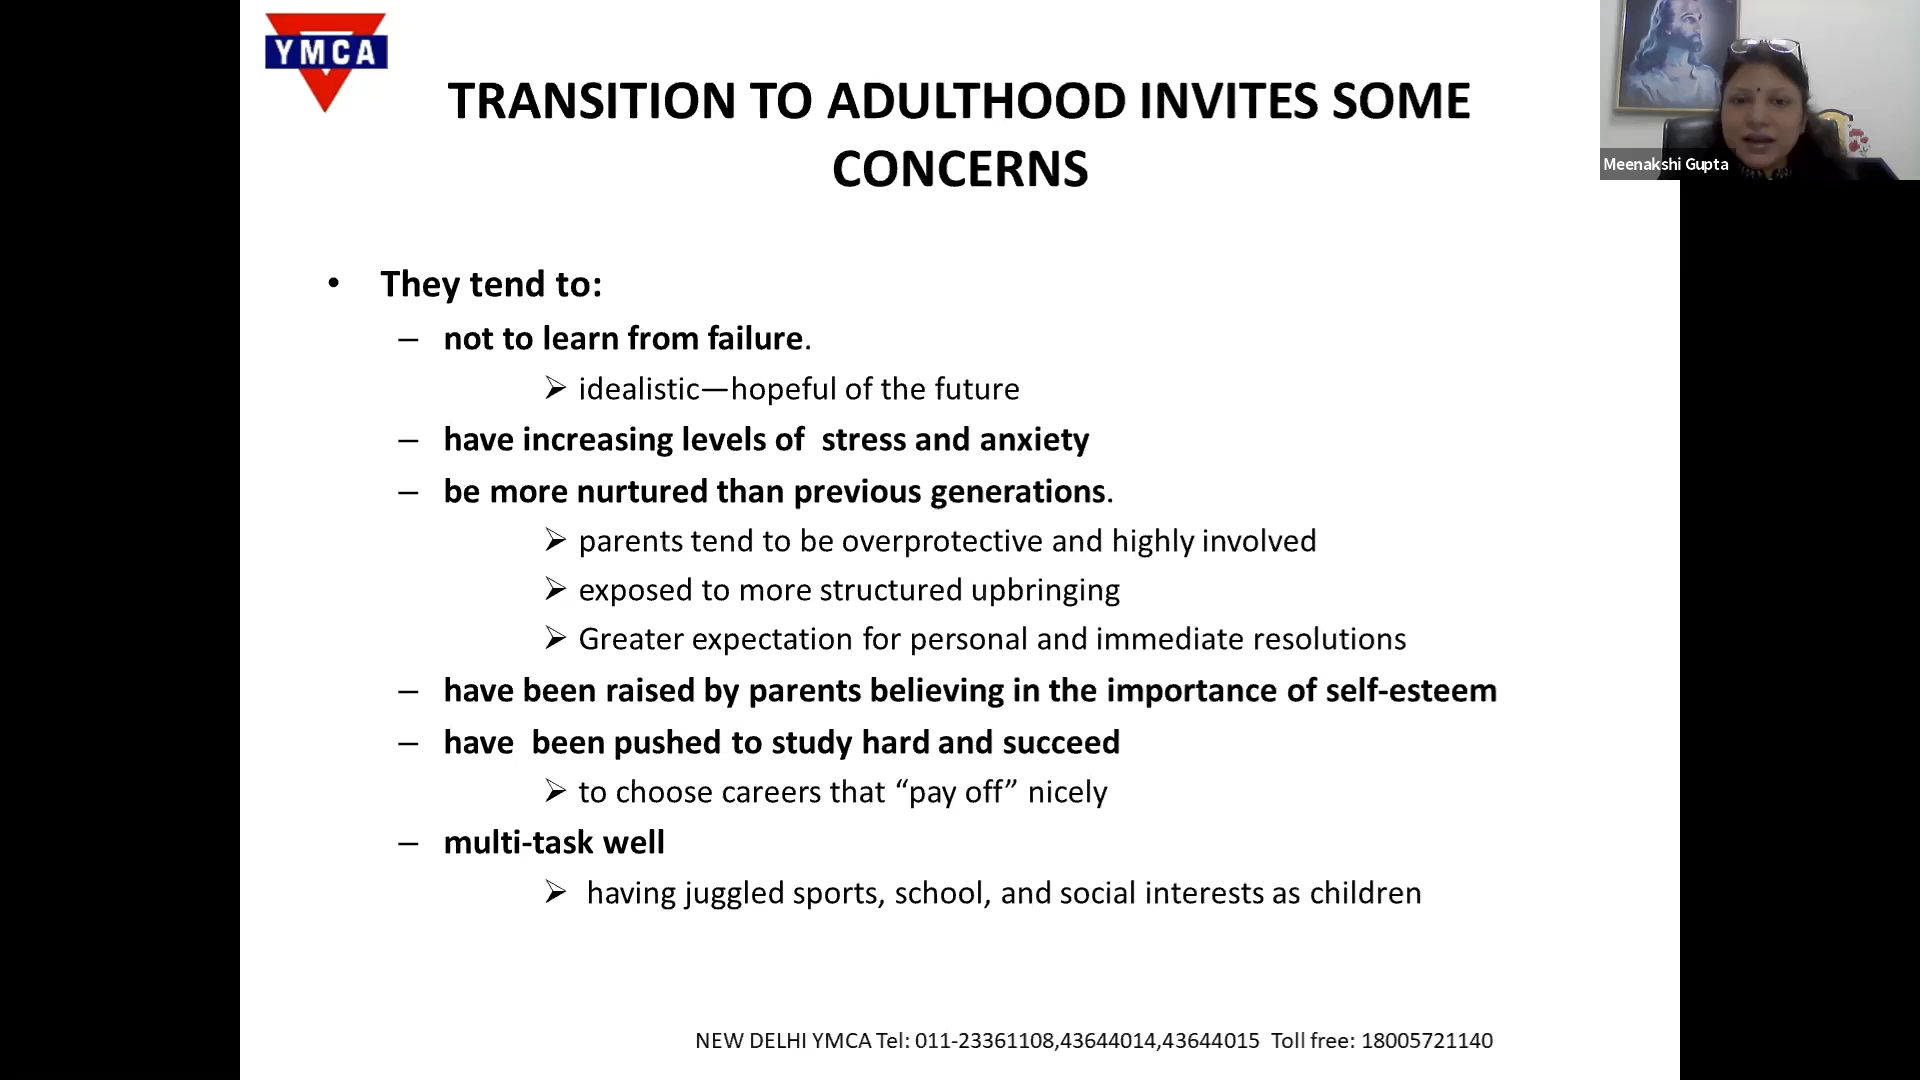 YMCA
TRANSITION TO ADULTHOOD INVITES SOME
CONCERNS
Meenakshi Gupta
• They tend to:
– not to learn from failure.
➢ idealistic—hopeful of the future
– have increasing levels of  stress and anxiety
– be more nurtured than previous generations.
➢ parents tend to be overprotective and highly involved
➢ exposed to more structured upbringing
➢ Greater expectation for personal and immediate resolutions
– have been raised by parents believing in the importance of self-esteem
– have  been pushed to study hard and succeed
➢ to choose careers that “pay off” nicely
– multi-task well
➢ having juggled sports, school, and social interests as children
NEW DELHI YMCA Tel: 011-23361108,43644014,43644015  Toll free: 18005721140